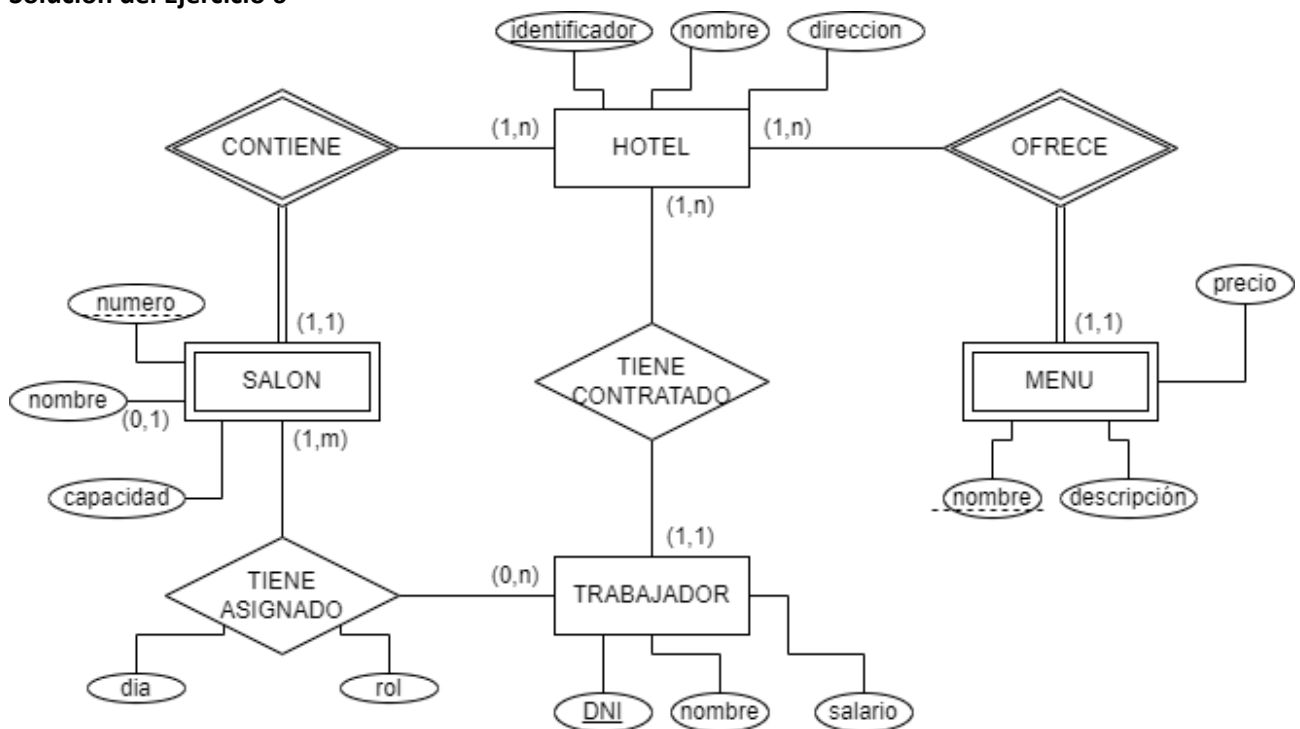 Solución del Ejercicio
identificador nombre direccion
(1,n) (1,n)
CONTIENE HOTEL OFRECE
(1,n)
precio
numero
(1,1) (1,1)
TIENE
CONTRATADO
SALON MENU
nombre
(0,1)
(1,m)
capacidad nombre descripción
(1,1)
(0,n)
TIENE
ASIGNADO
TRABAJADOR
dia rol
DNI nombre salario